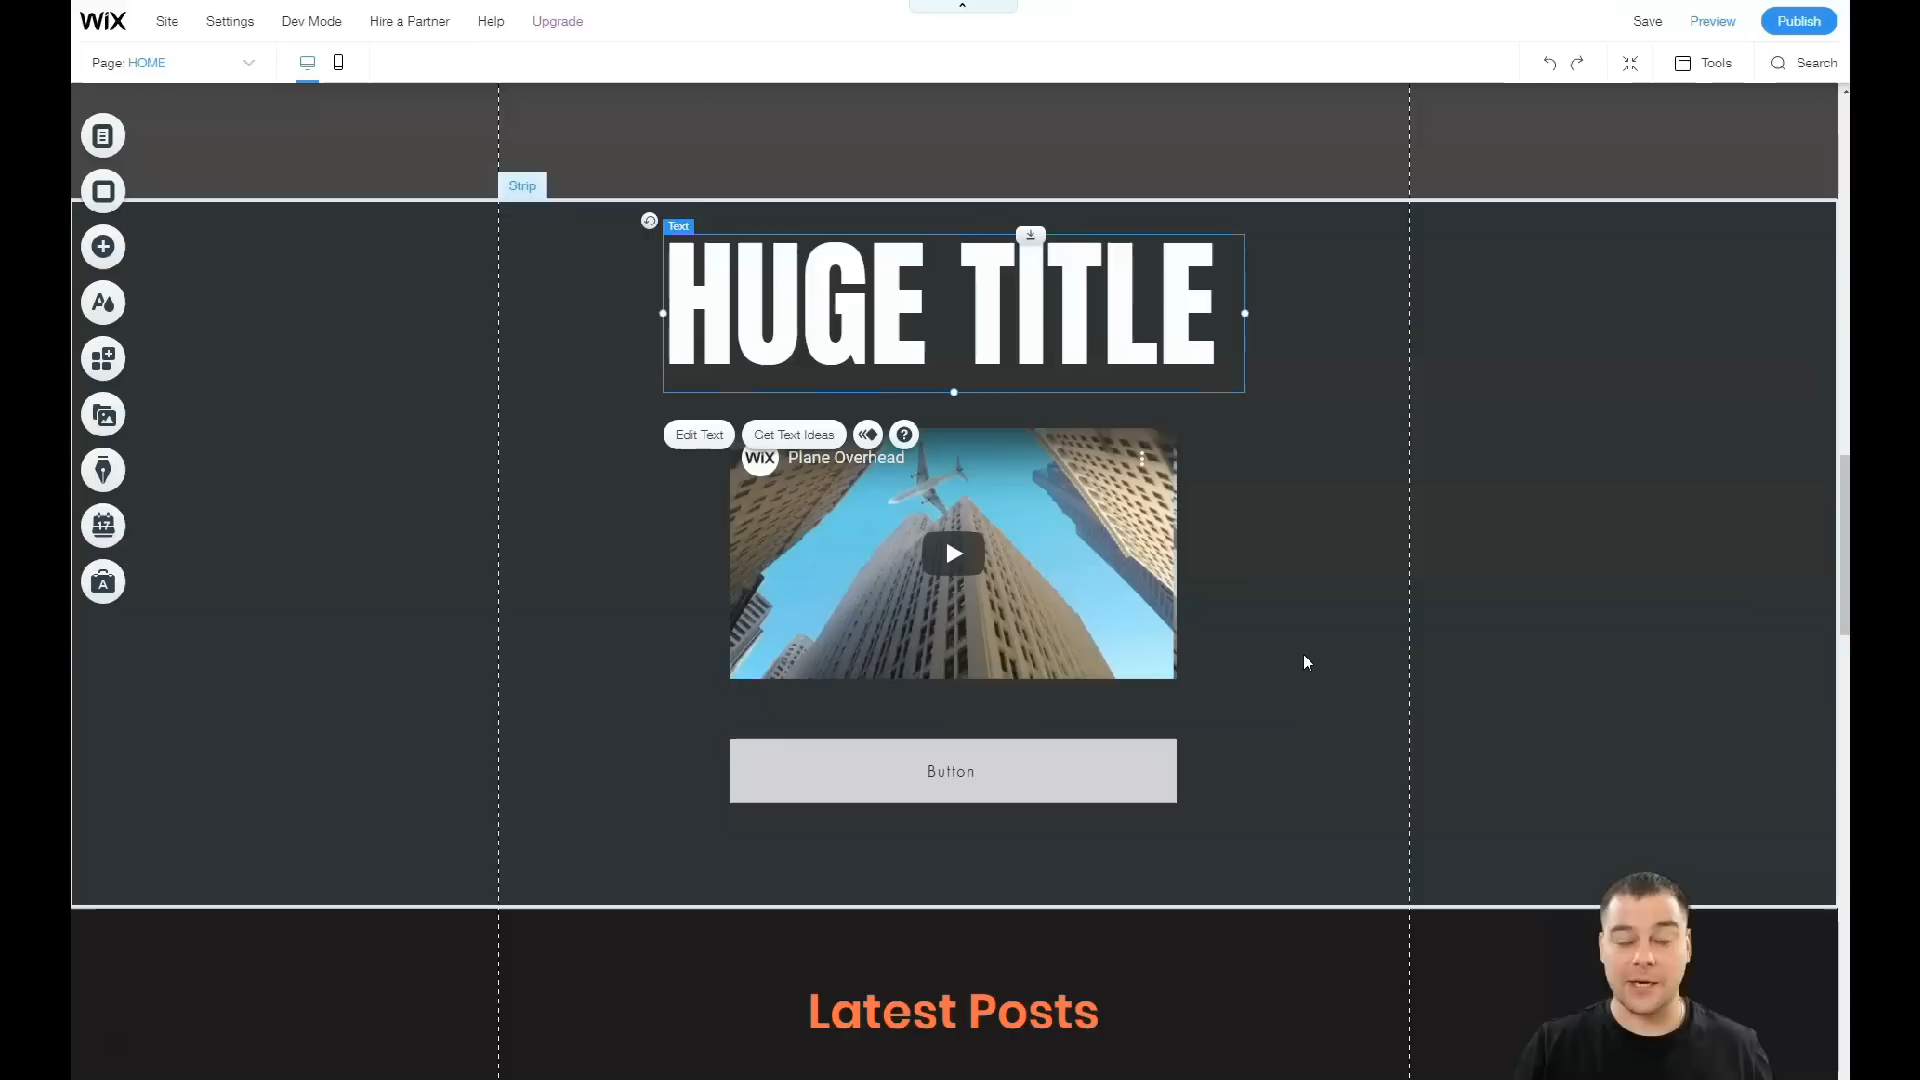 WiX Site Settings Dev Mode Hire a Partner Help Upgrade Save Preview Publish
Page: HOME Tools Search
Strip
Text
HUGE TITLE
Edit Text Get Text Ideas
WiX Plane Overhead
17
A
Button
Latest Posts